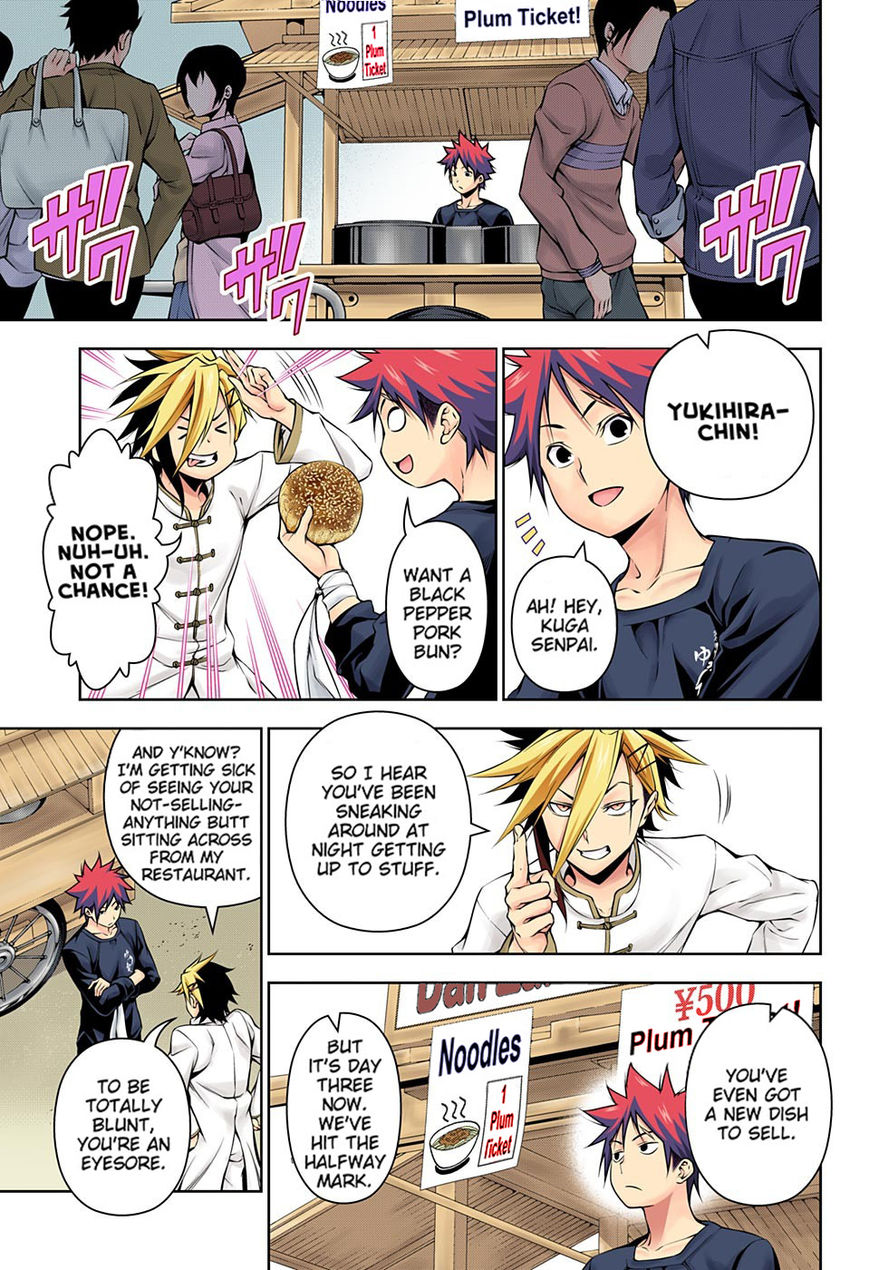 Noodles
1
Plum
Ticket
Plum Ticket!
ザワ
ザワ
ザワ
YUKIHIRA-
CHIN!
AH! HEY,
KUGA
SENPAI.
WANT A
BLACK
PEPPER
PORK
BUN?
NOPE.
NUH-UH.
NOT A
CHANCE!
SO I HEAR
YOU'VE BEEN
SNEAKING
AROUND AT
NIGHT GETTING
UP TO STUFF.
AND Y'KNOW?
I'M GETTING SICK
OF SEEING YOUR
NOT-SELLING-
ANYTHING BUTT
SITTING ACROSS
FROM MY
RESTAURANT.
TO BE
TOTALLY
BLUNT,
YOU'RE AN
EYESORE.
YOU'VE
EVEN GOT
A NEW DISH
TO SELL.
¥500
Plum
Noodles
1
Plum
Ticket
BUT
IT'S DAY
THREE
NOW.
WE'VE
HIT THE
HALFWAY
MARK.